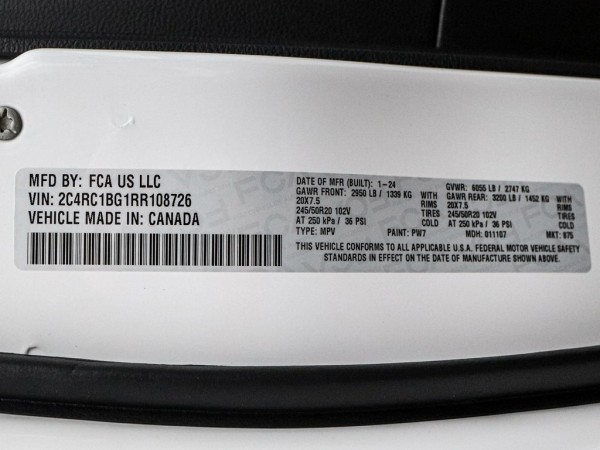 MFD BY: FCA US LLC
VIN: 2C4RC1BG1RR108726
VEHICLE MADE IN: CANADA
DATE OF MFR (BUILT): 1-24 GVWR: 6055 LB / 2747 KG
GAWR FRONT: 2950 LB / 1339 KG WITH GAWR REAR: 3200 LB / 1452 KG WITH
20X7.5 RIMS 20X7.5 RIMS
245/50R20 102V TIRES 245/50R20 102V TIRES
AT 250 kPa / 36 PSI COLD AT 250 kPa / 36 PSI COLD
TYPE: MPV PAINT: PW7 MDH: 011107 MKT: 875
THIS VEHICLE CONFORMS TO ALL APPLICABLE U.S.A. FEDERAL MOTOR VEHICLE SAFETY
STANDARDS IN EFFECT ON THE DATE OF MANUFACTURE SHOWN ABOVE.